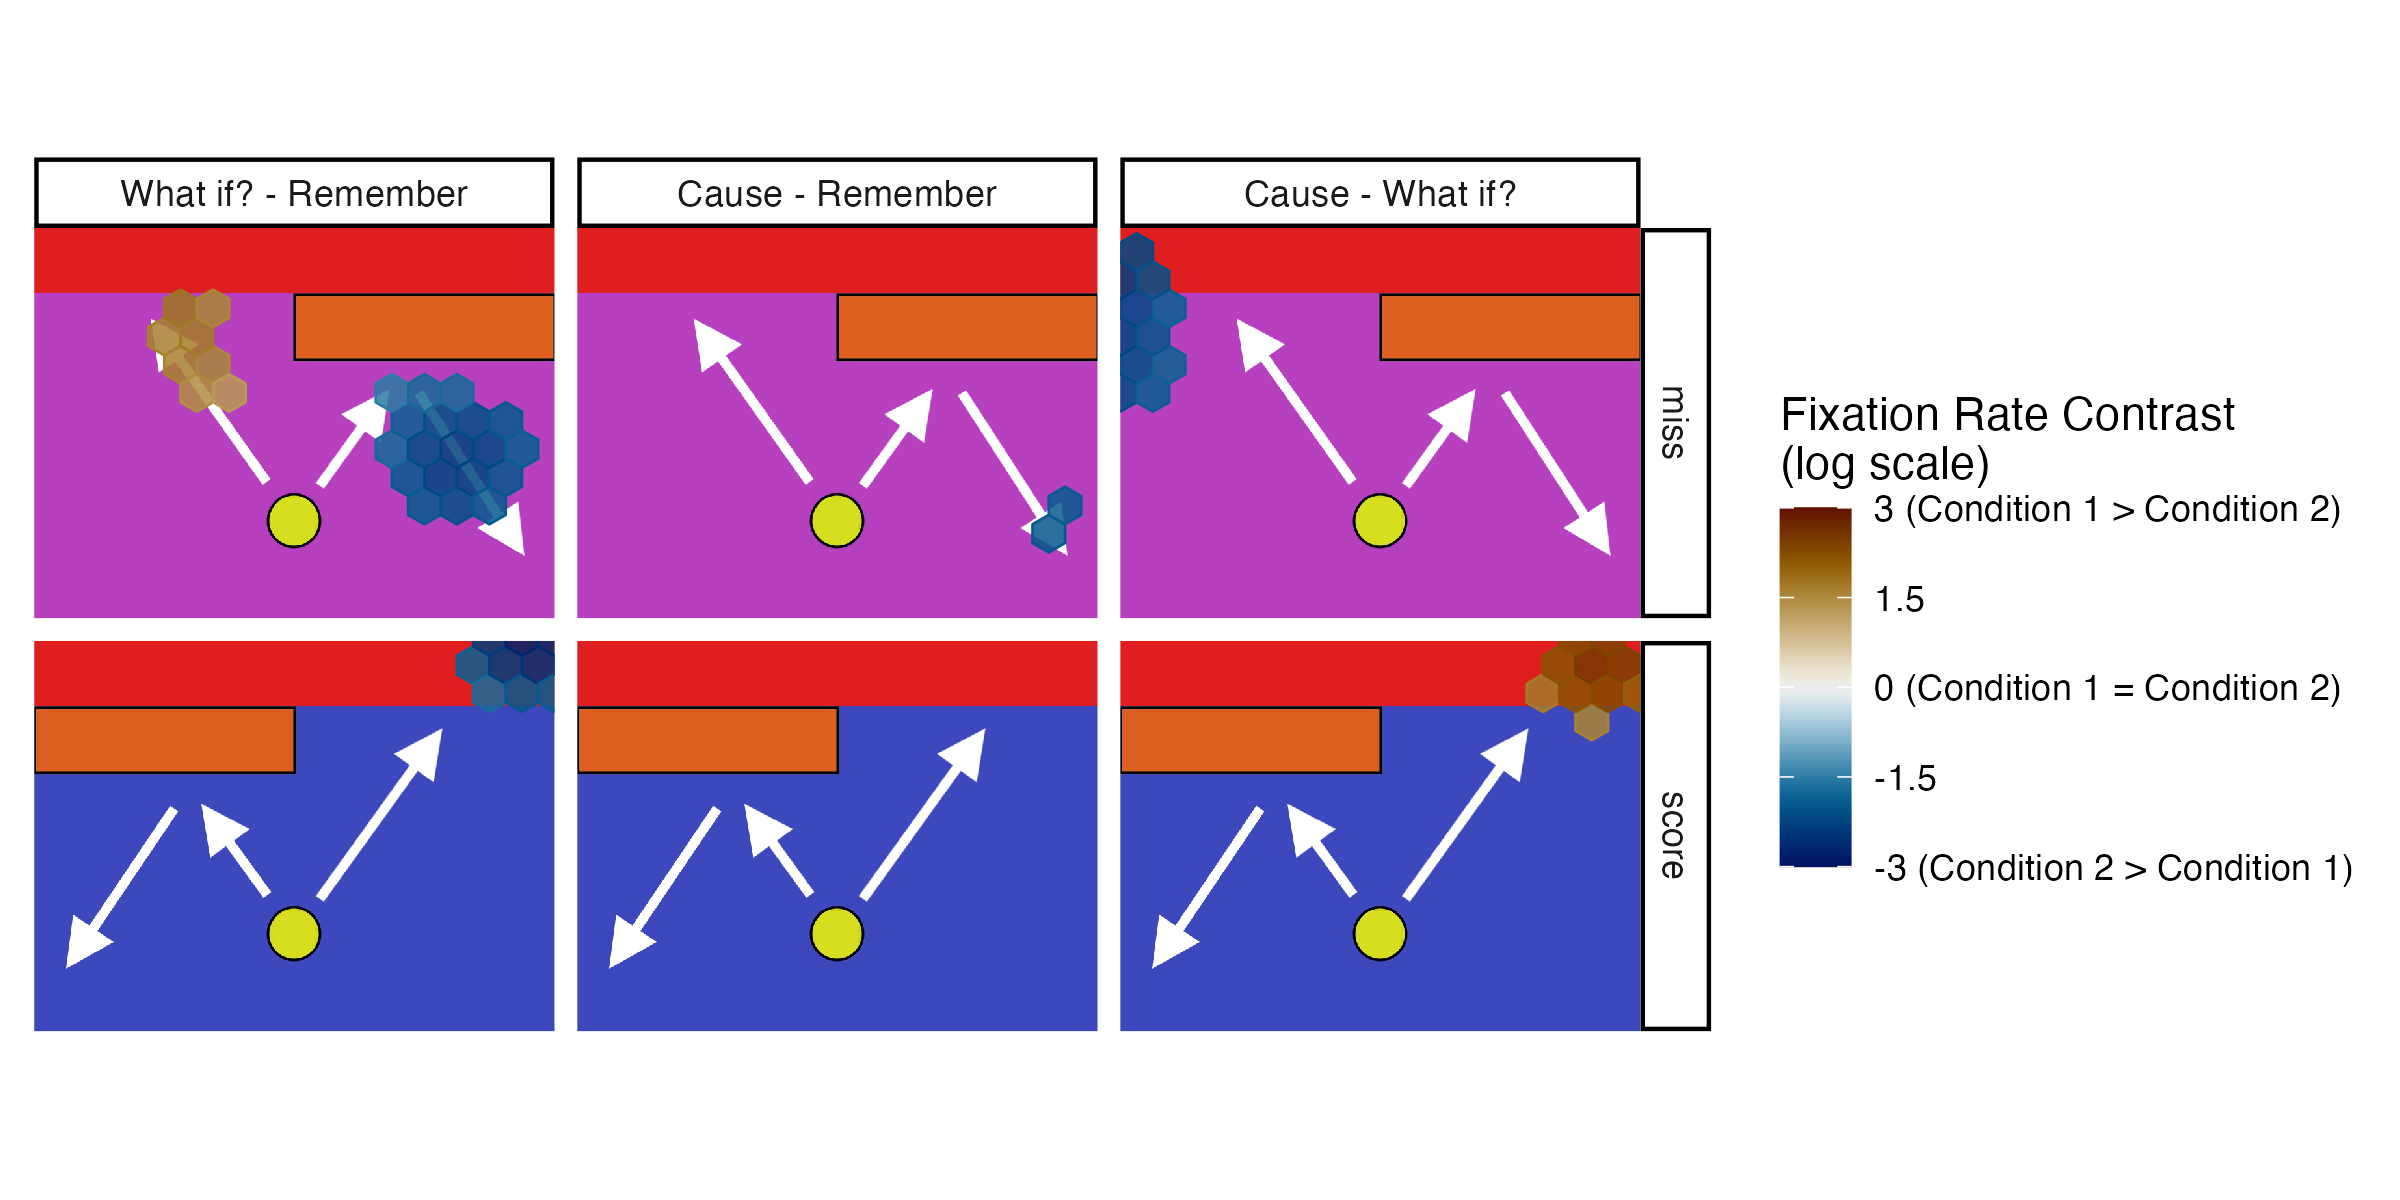 What if? - Remember
Cause - Remember
Cause - What if?
miss
score
Fixation Rate Contrast
(log scale)
3 (Condition 1 > Condition 2)
1.5
0 (Condition 1 = Condition 2)
-1.5
-3 (Condition 2 > Condition 1)